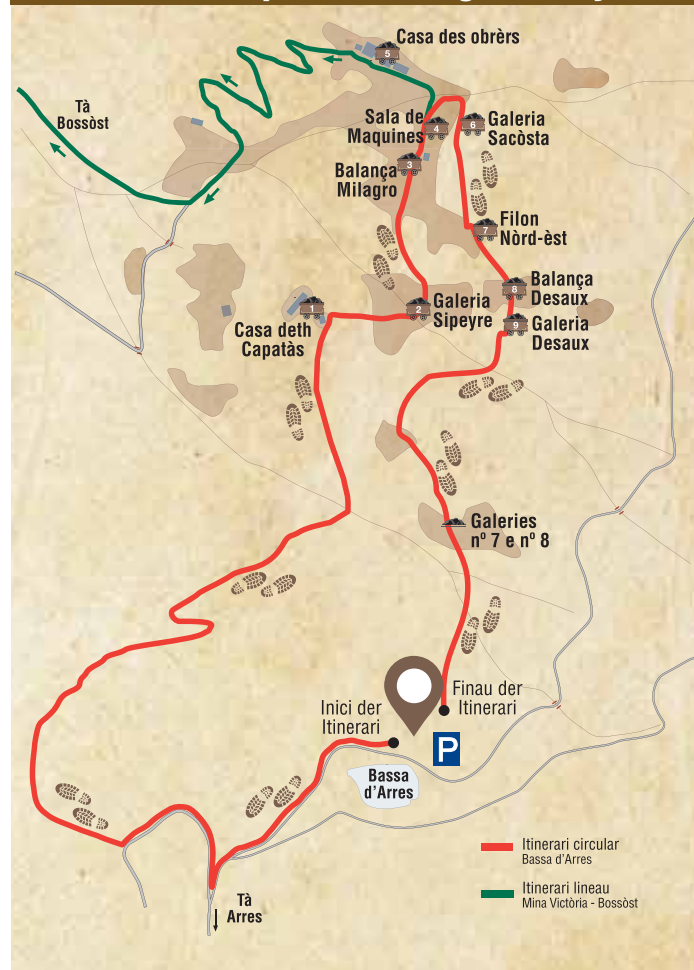 Casa des obrèrs
5
Tà
Bossòst
Sala de
Maquines
4
6
Galeria
Sacòsta
Balança
Milagro
3
7
Filon
Nòrd-èst
8
Balança
Desaux
1
Casa deth
Capatàs
2
Galeria
Sipeyre
9
Galeria
Desaux
Galeries
nº 7 e nº 8
Inici der
Itinerari
Finau der
Itinerari
P
Bassa
d'Arres
Itinerari circular
Bassa d'Arres
Itinerari lineau
Mina Victòria - Bossòst
Tà
Arres